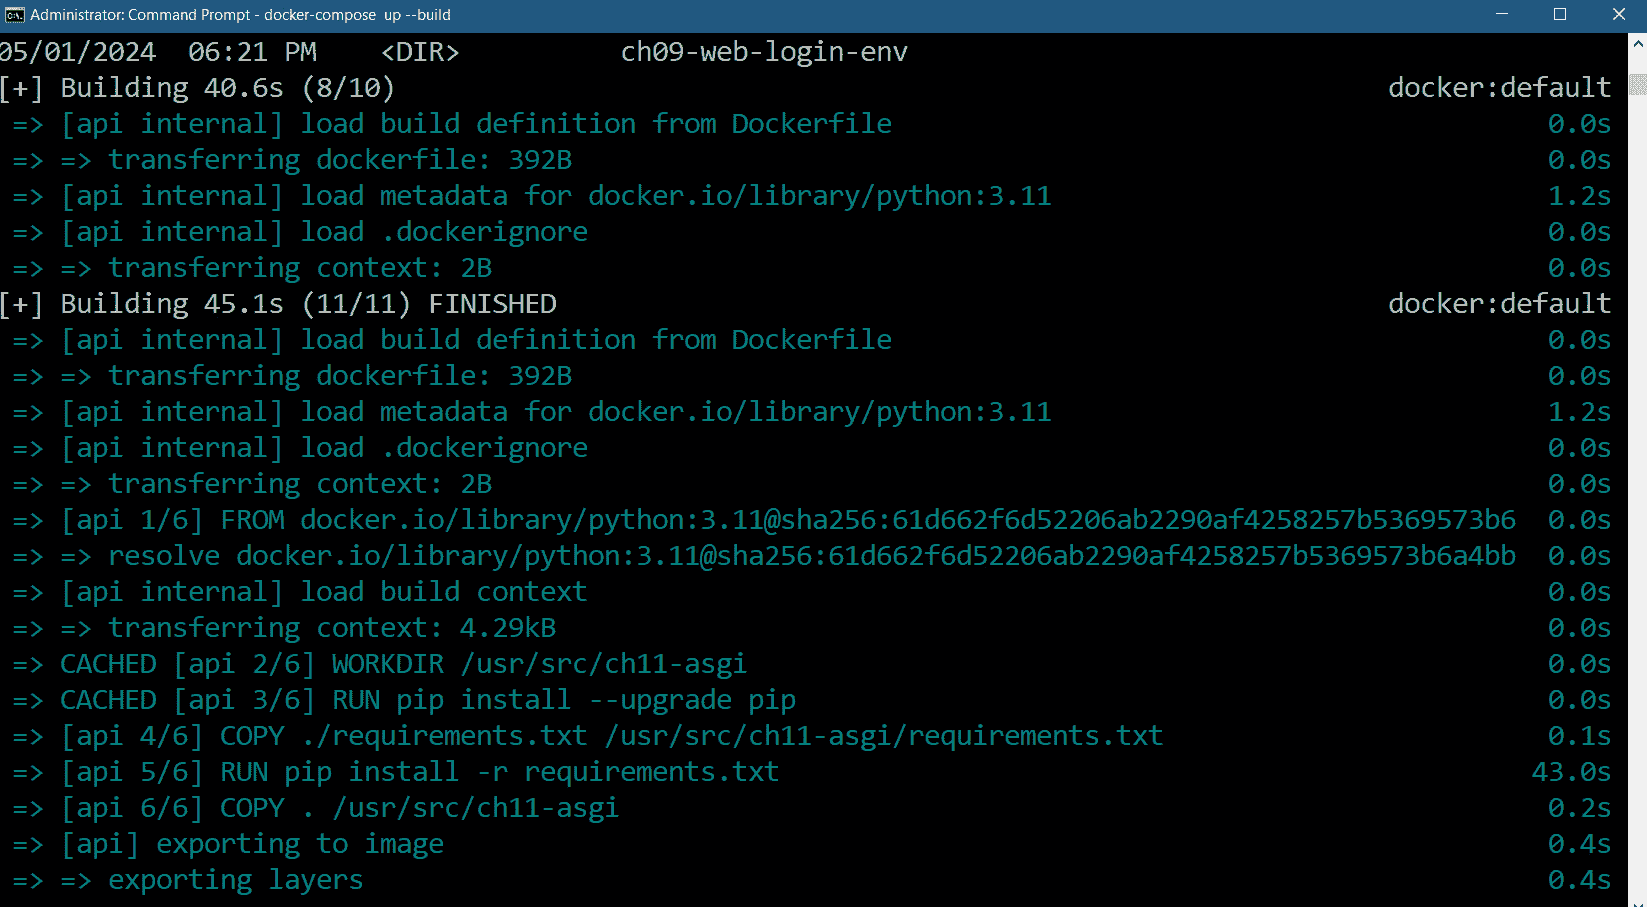 Administrator: Command Prompt - docker-compose  up --build
05/01/2024  06:21 PM    <DIR>          ch09-web-login-env
[+] Building 40.6s (8/10)                                                docker:default
 => [api internal] load build definition from Dockerfile                 0.0s
 => => transferring dockerfile: 392B                                     0.0s
 => [api internal] load metadata for docker.io/library/python:3.11       1.2s
 => [api internal] load .dockerignore                                    0.0s
 => => transferring context: 2B                                          0.0s
[+] Building 45.1s (11/11) FINISHED                                      docker:default
 => [api internal] load build definition from Dockerfile                 0.0s
 => => transferring dockerfile: 392B                                     0.0s
 => [api internal] load metadata for docker.io/library/python:3.11       1.2s
 => [api internal] load .dockerignore                                    0.0s
 => => transferring context: 2B                                          0.0s
 => [api 1/6] FROM docker.io/library/python:3.11@sha256:61d662f6d52206ab2290af4258257b5369573b6  0.0s
 => => resolve docker.io/library/python:3.11@sha256:61d662f6d52206ab2290af4258257b5369573b6a4bb  0.0s
 => [api internal] load build context                                    0.0s
 => => transferring context: 4.29kB                                      0.0s
 => CACHED [api 2/6] WORKDIR /usr/src/ch11-asgi                          0.0s
 => CACHED [api 3/6] RUN pip install --upgrade pip                       0.0s
 => [api 4/6] COPY ./requirements.txt /usr/src/ch11-asgi/requirements.txt  0.1s
 => [api 5/6] RUN pip install -r requirements.txt                        43.0s
 => [api 6/6] COPY . /usr/src/ch11-asgi                                  0.2s
 => [api] exporting to image                                             0.4s
 => => exporting layers                                                  0.4s